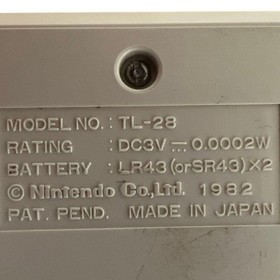 MODEL NO.: TL-28
RATING : DC3V ⎓ 0.0002W
BATTERY : LR43 (or SR43) X2
© Nintendo Co,Ltd. 1982
PAT. PEND. MADE IN JAPAN